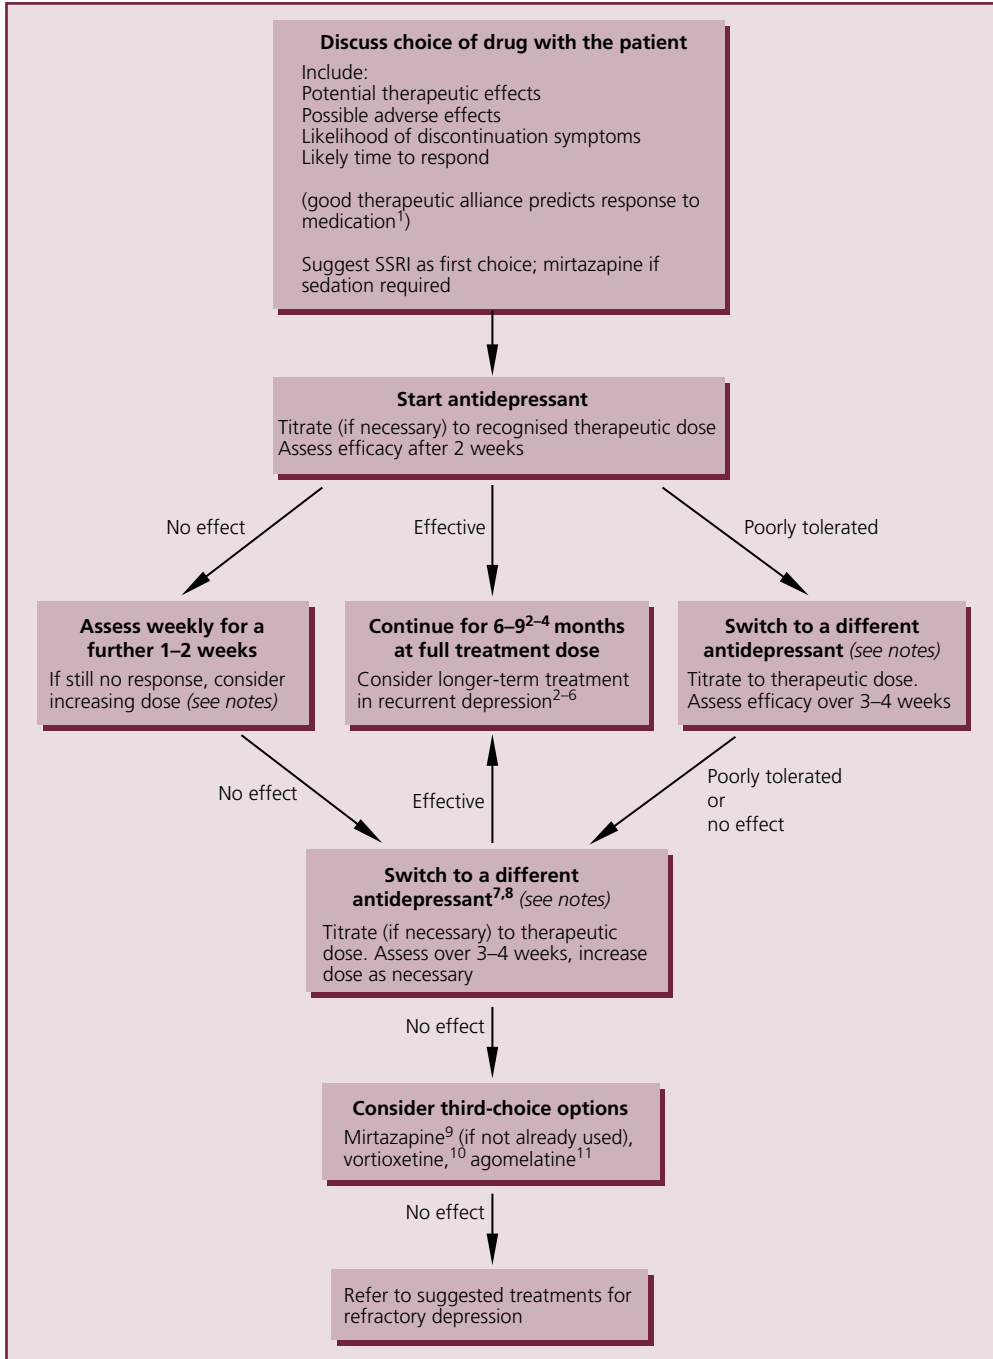 Discuss choice of drug with the patient
Include:
Potential therapeutic effects
Possible adverse effects
Likelihood of discontinuation symptoms
Likely time to respond
(good therapeutic alliance predicts response to
medication¹)
Suggest SSRI as first choice; mirtazapine if
sedation required
Start antidepressant
Titrate (if necessary) to recognised therapeutic dose
Assess efficacy after 2 weeks
No effect
Effective
Poorly tolerated
Assess weekly for a
further 1–2 weeks
If still no response, consider
increasing dose (see notes)
Continue for 6–9²⁻⁴ months
at full treatment dose
Consider longer-term treatment
in recurrent depression²⁻⁶
Switch to a different
antidepressant (see notes)
Titrate to therapeutic dose.
Assess efficacy over 3–4 weeks
No effect
Effective
Poorly tolerated
or
no effect
Switch to a different
antidepressant⁷,⁸ (see notes)
Titrate (if necessary) to therapeutic
dose. Assess over 3–4 weeks, increase
dose as necessary
No effect
Consider third-choice options
Mirtazapine⁹ (if not already used),
vortioxetine,¹⁰ agomelatine¹¹
No effect
Refer to suggested treatments for
refractory depression